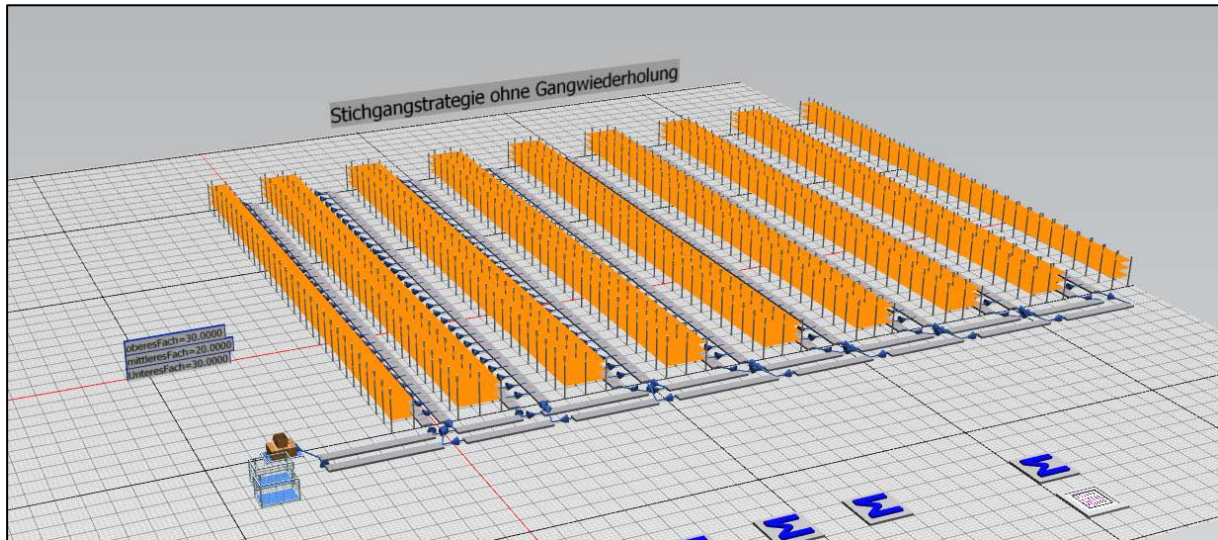 Stichgangstrategie ohne Gangwiederholung
oberesFach=30.0000
mittleresFach=20.0000
UnteresFach=30.0000
M
M
M